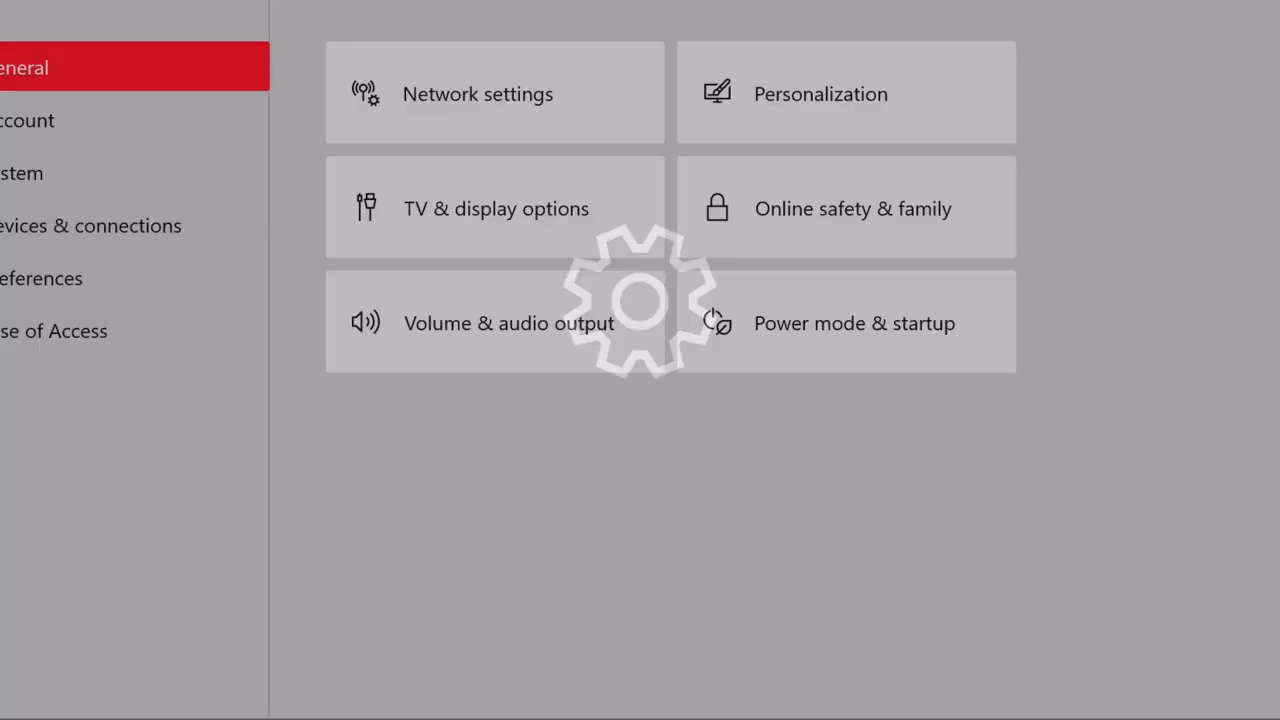 eneral
ccount
stem
evices & connections
eferences
se of Access
Network settings
Personalization
TV & display options
Online safety & family
Volume & audio output
Power mode & startup